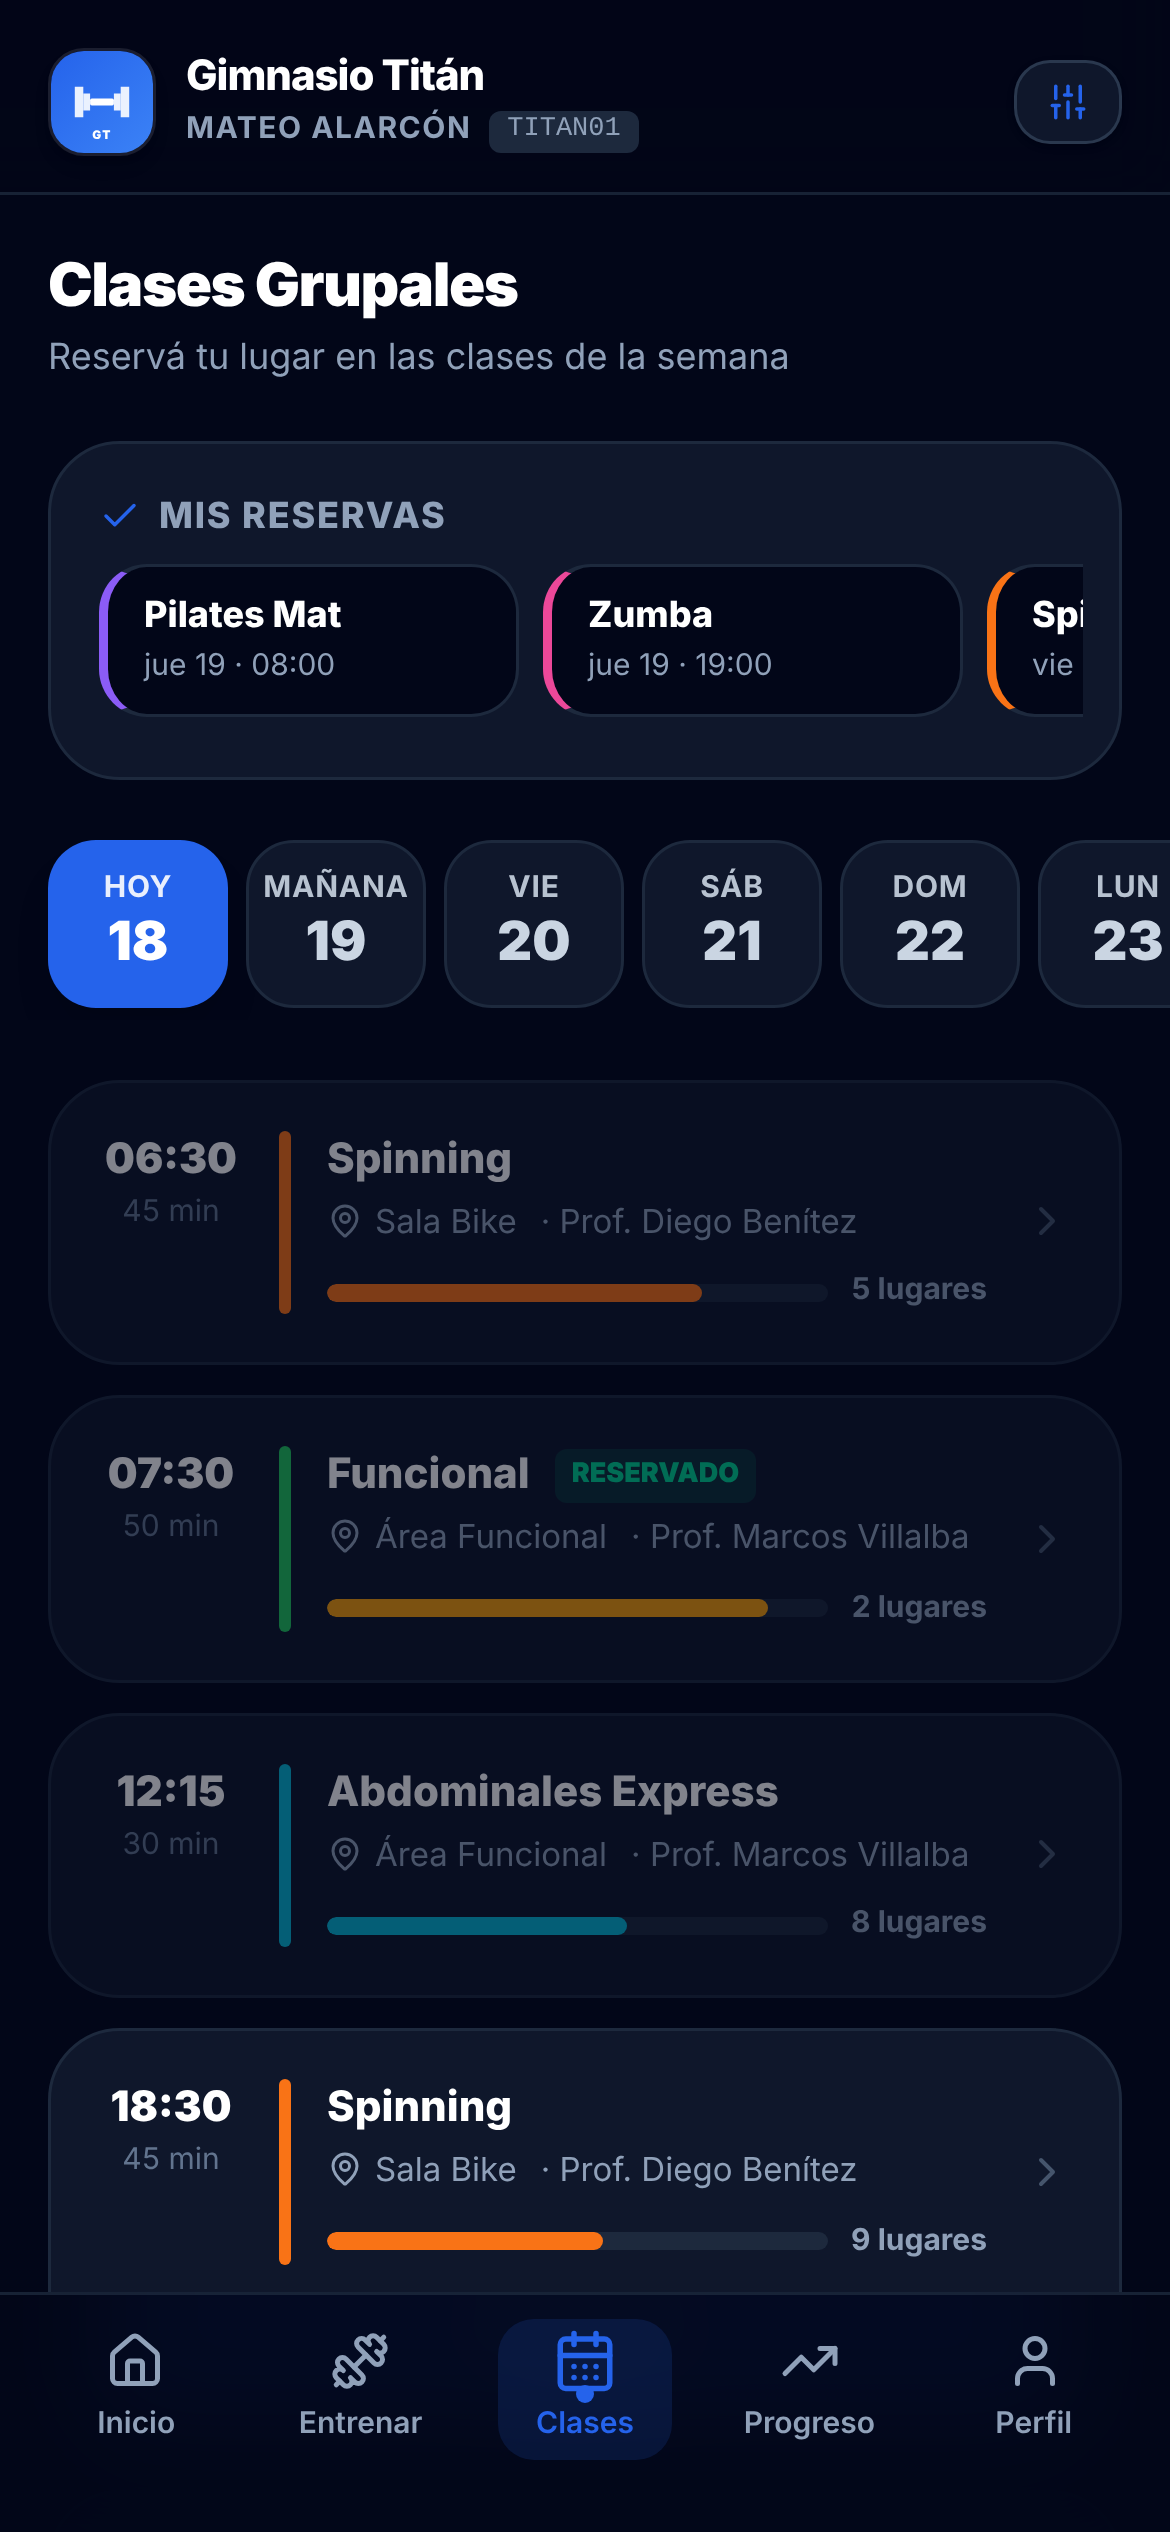 GT
Gimnasio Titán
MATEO ALARCÓN TITAN01
Clases Grupales
Reservá tu lugar en las clases de la semana
MIS RESERVAS
Pilates Mat
jue 19 · 08:00
Zumba
jue 19 · 19:00
Spi
vie
HOY
18
MAÑANA
19
VIE
20
SÁB
21
DOM
22
LUN
23
06:30
45 min
Spinning
Sala Bike · Prof. Diego Benítez
5 lugares
07:30
50 min
Funcional RESERVADO
Área Funcional · Prof. Marcos Villalba
2 lugares
12:15
30 min
Abdominales Express
Área Funcional · Prof. Marcos Villalba
8 lugares
18:30
45 min
Spinning
Sala Bike · Prof. Diego Benítez
9 lugares
Inicio
Entrenar
Clases
Progreso
Perfil